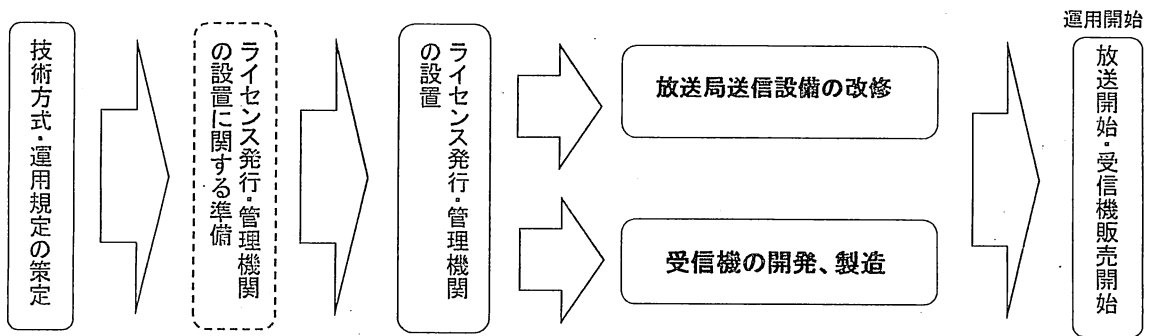 技術方式・運用規定の策定
ライセンス発行・管理機関
の設置に関する準備
ライセンス発行・管理機関
の設置
放送局送信設備の改修
受信機の開発、製造
運用開始
放送開始・受信機販売開始